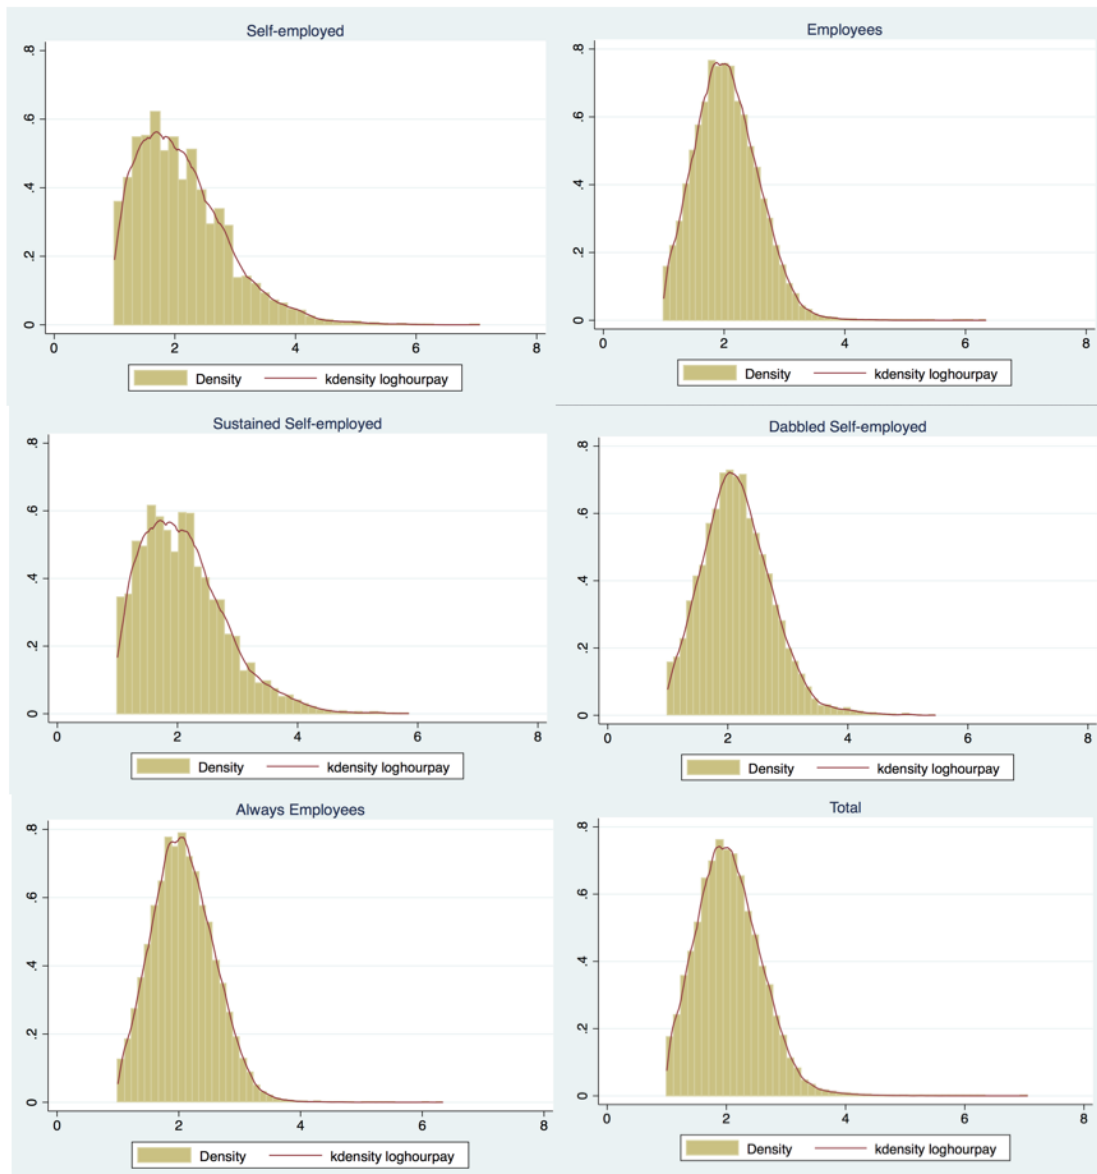 Self-employed
.8
.6
.4
.2
0
0 2 4 6 8
Density kdensity loghourpay
Employees
.8
.6
.4
.2
0
0 2 4 6 8
Density kdensity loghourpay
Sustained Self-employed
.8
.6
.4
.2
0
0 2 4 6 8
Density kdensity loghourpay
Dabbled Self-employed
.8
.6
.4
.2
0
0 2 4 6 8
Density kdensity loghourpay
Always Employees
.8
.6
.4
.2
0
0 2 4 6 8
Density kdensity loghourpay
Total
.8
.6
.4
.2
0
0 2 4 6 8
Density kdensity loghourpay